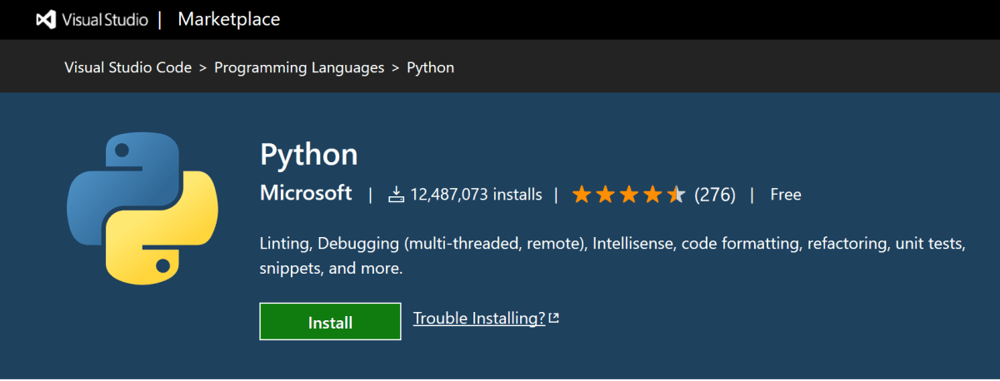 Visual Studio | Marketplace
Visual Studio Code > Programming Languages > Python
Python
Microsoft | 12,487,073 installs | (276) | Free
Linting, Debugging (multi-threaded, remote), Intellisense, code formatting, refactoring, unit tests,
snippets, and more.
Install Trouble Installing?